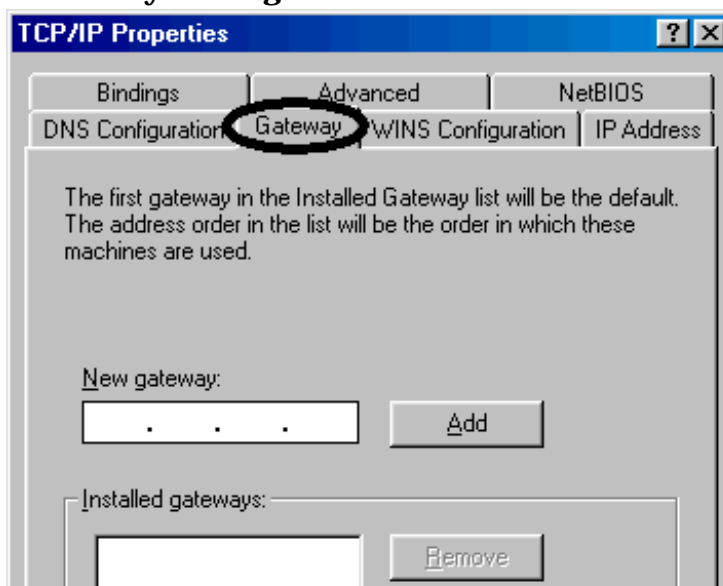 TCP/IP Properties
? X
Bindings Advanced NetBIOS
DNS Configuration Gateway WINS Configuration IP Address
The first gateway in the Installed Gateway list will be the default.
The address order in the list will be the order in which these
machines are used.
New gateway:
. . . Add
Installed gateways:
Remove